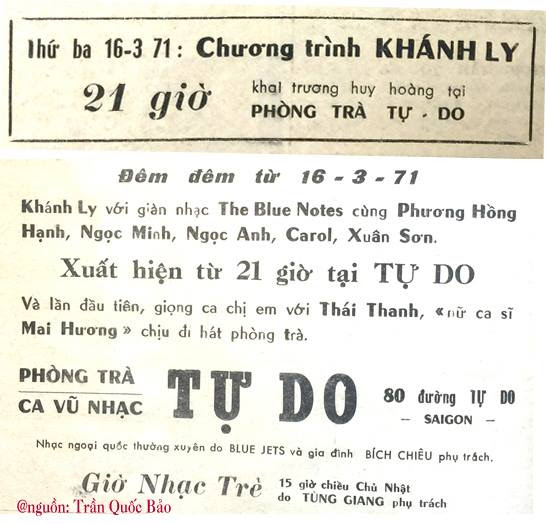 Thứ ba 16-3 71 : Chương trình KHÁNH LY
21 giờ
khai trương huy hoàng tại
PHÒNG TRÀ TỰ - DO
Đêm đêm từ 16 - 3 - 71
Khánh Ly với giàn nhạc The Blue Notes cùng Phương Hồng
Hạnh, Ngọc Minh, Ngọc Anh, Carol, Xuân Sơn.
Xuất hiện từ 21 giờ tại TỰ DO
Và lần đầu tiên, giọng ca chị em với Thái Thanh, «nữ ca sĩ
Mai Hương» chịu đi hát phòng trà.
PHÒNG TRÀ
CA VŨ NHẠC
TỰ DO
80 đường TỰ DO
– SAIGON –
Nhạc ngoại quốc thường xuyên do BLUE JETS và gia đình BÍCH CHIÊU phụ trách.
Giờ Nhạc Trẻ
15 giờ chiều Chủ Nhật
do TÙNG GIANG phụ trách
@nguồn: Trần Quốc Bảo